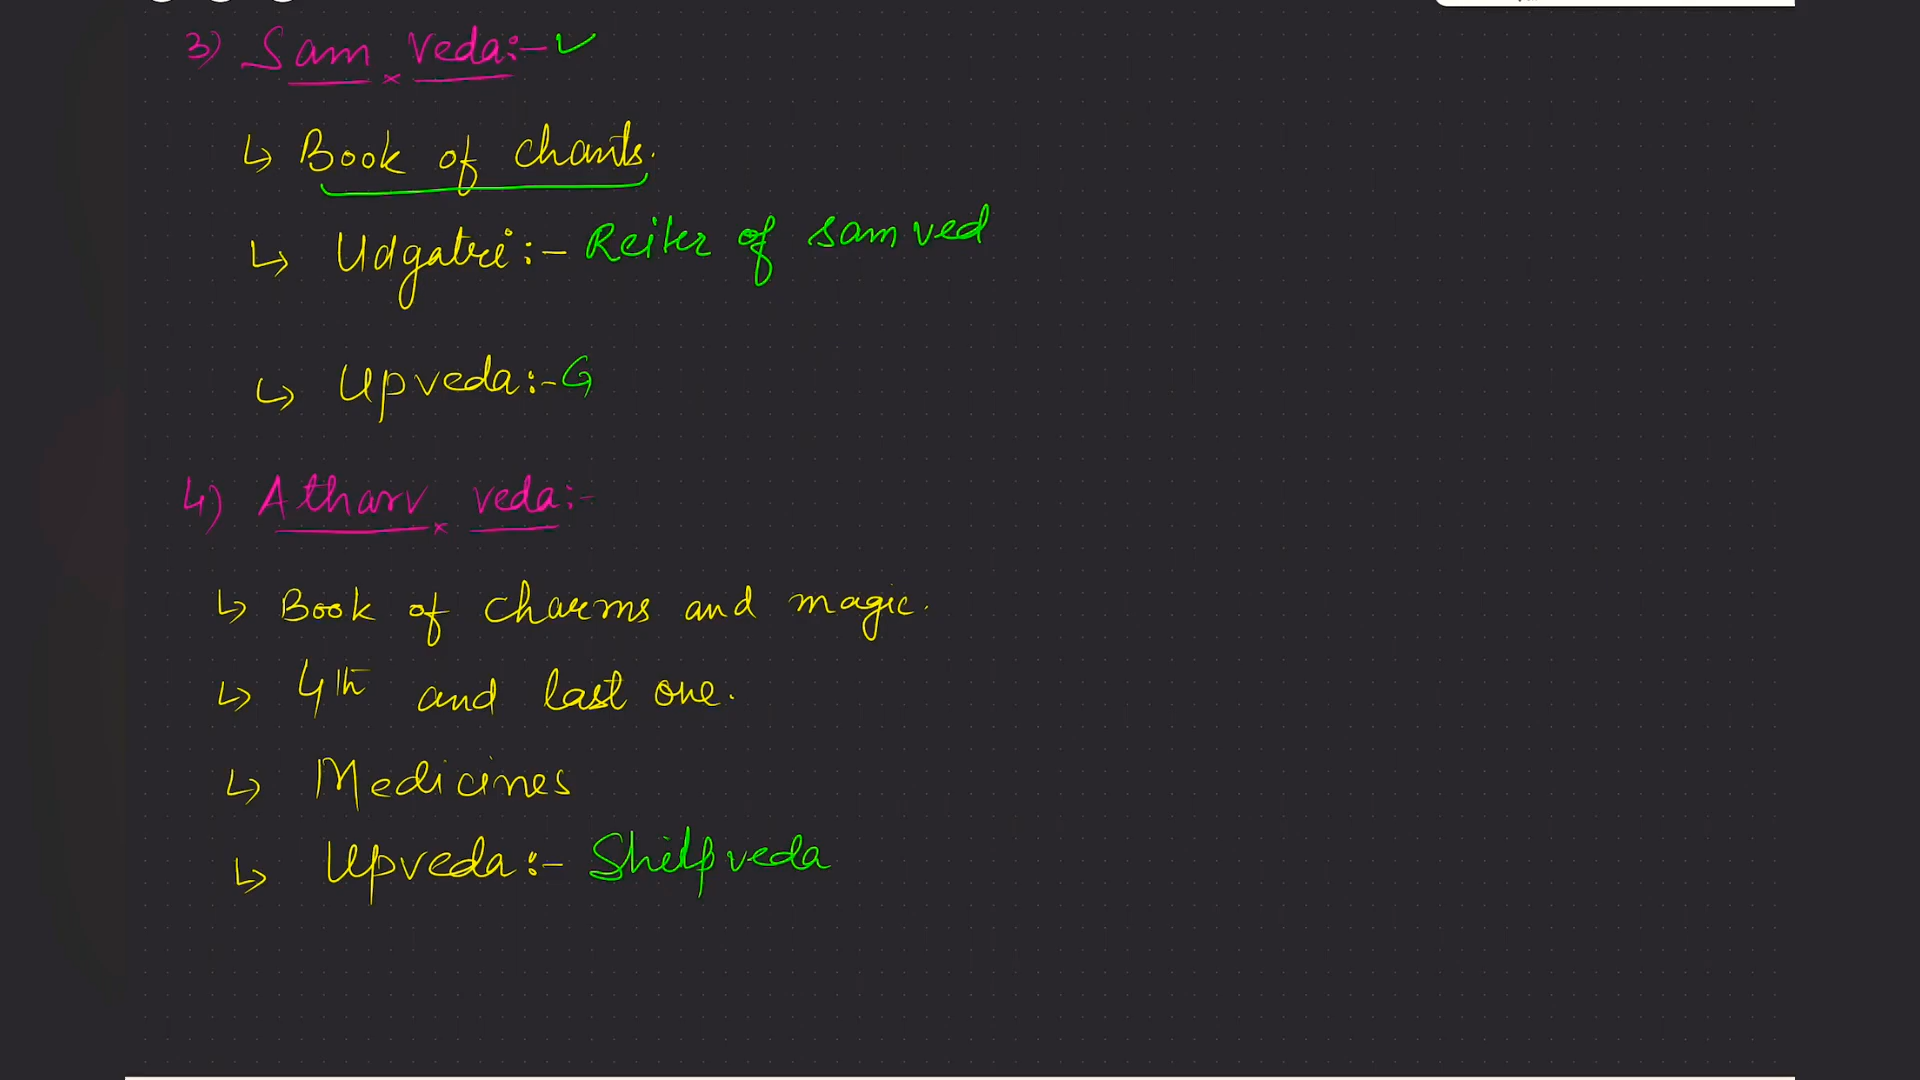 3) Sam Veda:-
↳ Book of chants.
↳ Udgatri:- Reiter of sam ved
↳ Upveda:- G
4) Atharv veda:-
↳ Book of charms and magic.
↳ 4th and last one.
↳ Medicines
↳ Upveda:- Shilpveda